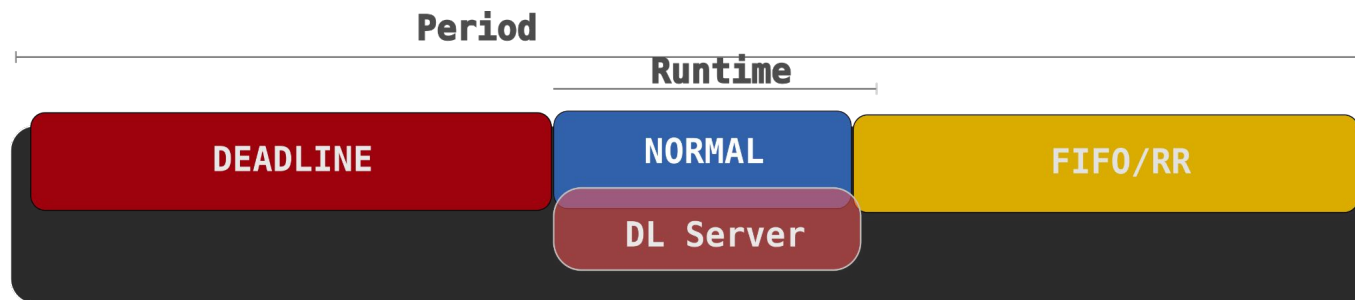 Period
Runtime
DEADLINE
NORMAL
FIFO/RR
DL Server